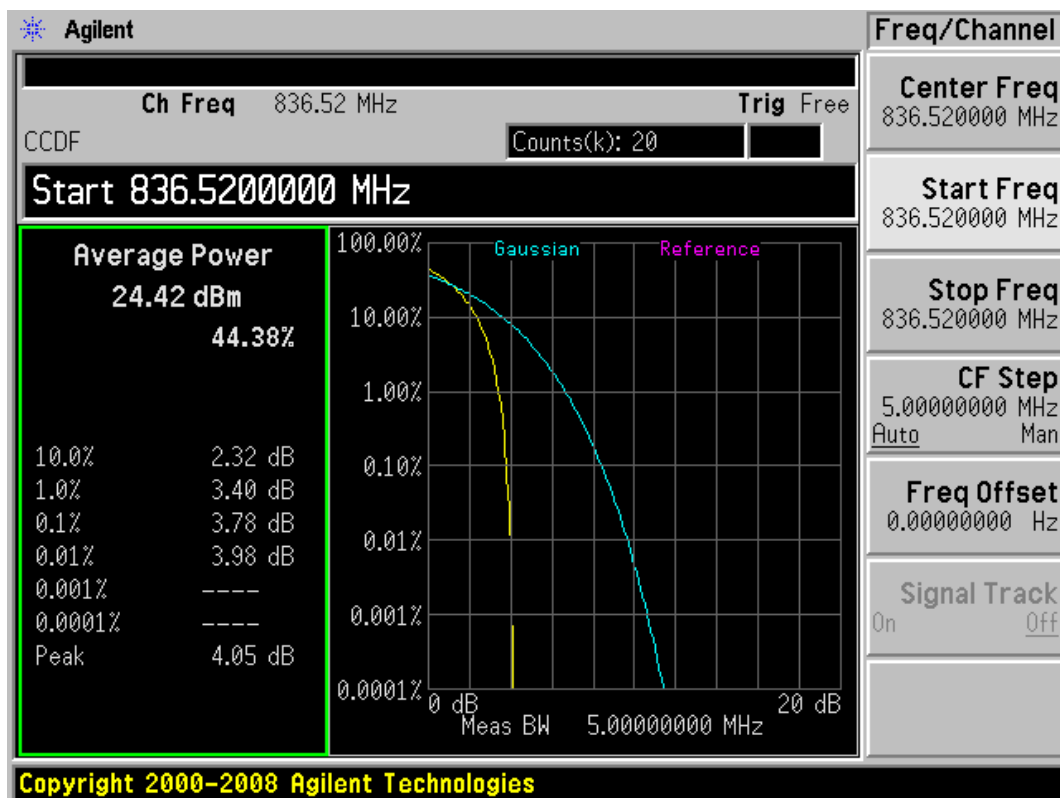 Agilent
Freq/Channel
Ch Freq 836.52 MHz
Trig Free
CCDF
Counts(k): 20
Start 836.5200000 MHz
Average Power
24.42 dBm
44.38%
10.0% 2.32 dB
1.0% 3.40 dB
0.1% 3.78 dB
0.01% 3.98 dB
0.001% ----
0.0001% ----
Peak 4.05 dB
Gaussian
Reference
100.00%
10.00%
1.00%
0.10%
0.01%
0.001%
0.0001%
0 dB
20 dB
Meas BW 5.00000000 MHz
Center Freq
836.520000 MHz
Start Freq
836.520000 MHz
Stop Freq
836.520000 MHz
CF Step
5.00000000 MHz
Auto Man
Freq Offset
0.00000000 Hz
Signal Track
On Off
Copyright 2000-2008 Agilent Technologies